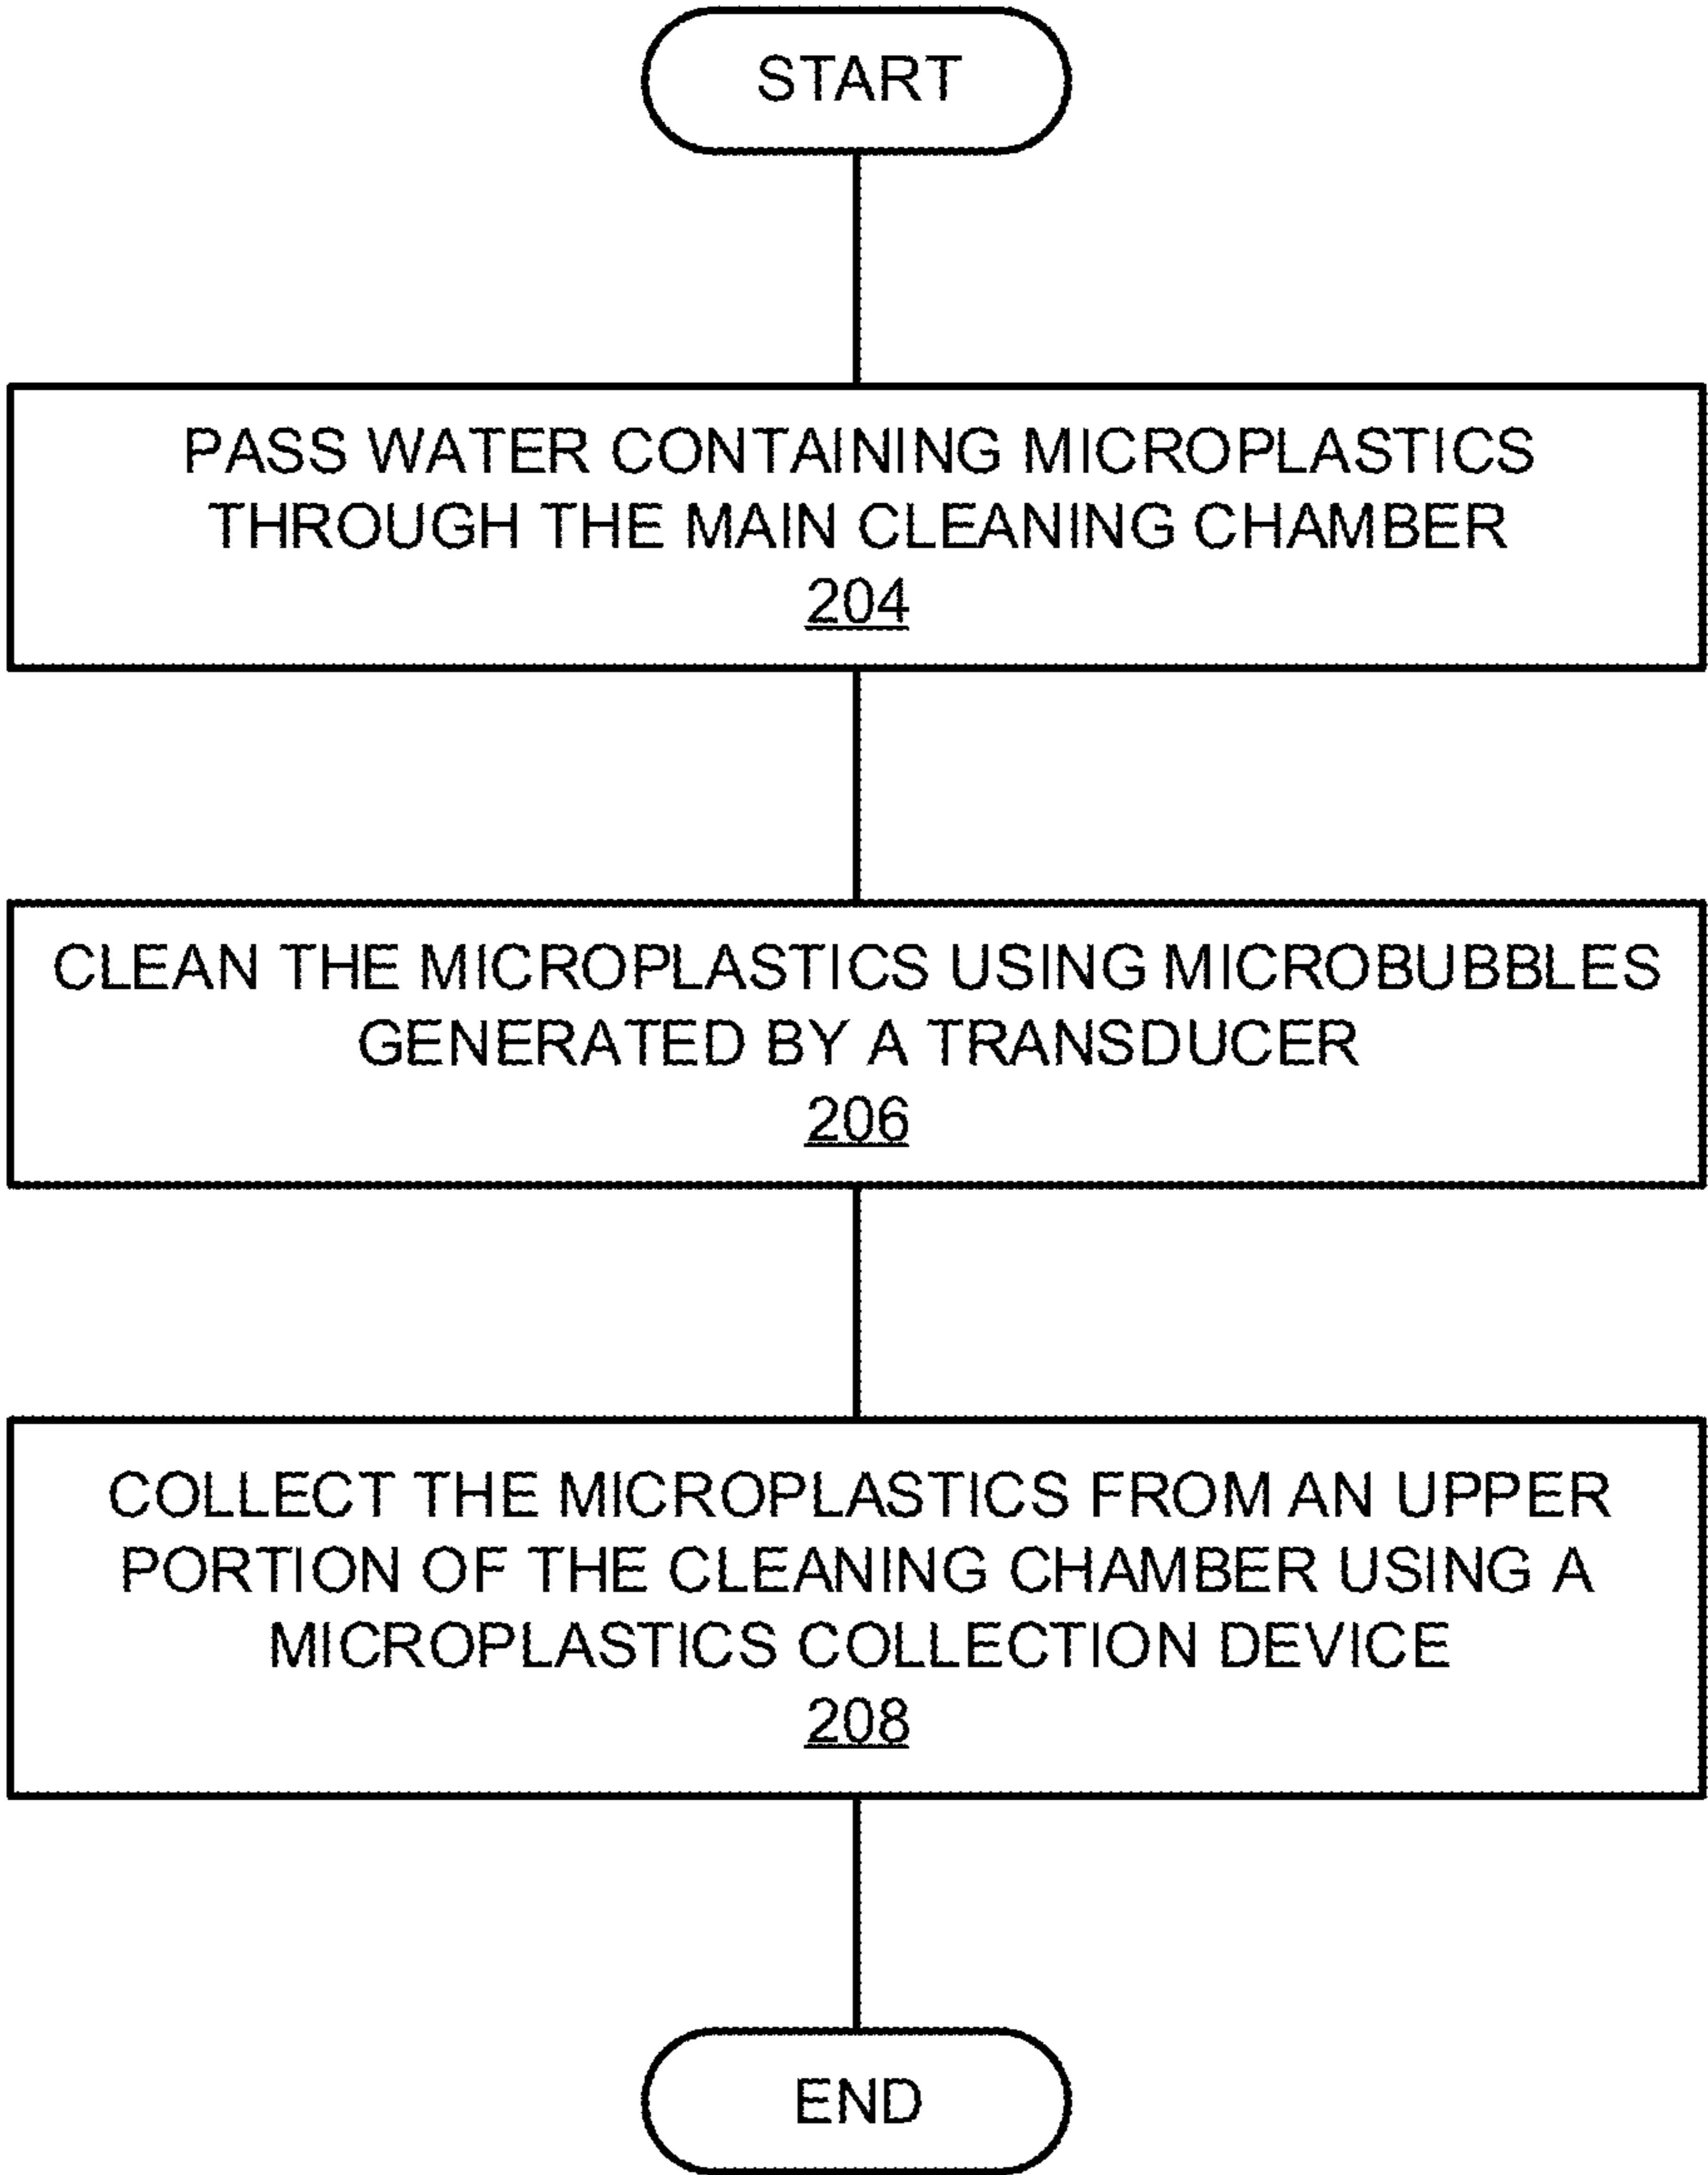 START
PASS WATER CONTAINING MICROPLASTICS
THROUGH THE MAIN CLEANING CHAMBER
204
CLEAN THE MICROPLASTICS USING MICROBUBBLES
GENERATED BY A TRANSDUCER
206
COLLECT THE MICROPLASTICS FROM AN UPPER
PORTION OF THE CLEANING CHAMBER USING A
MICROPLASTICS COLLECTION DEVICE
208
END